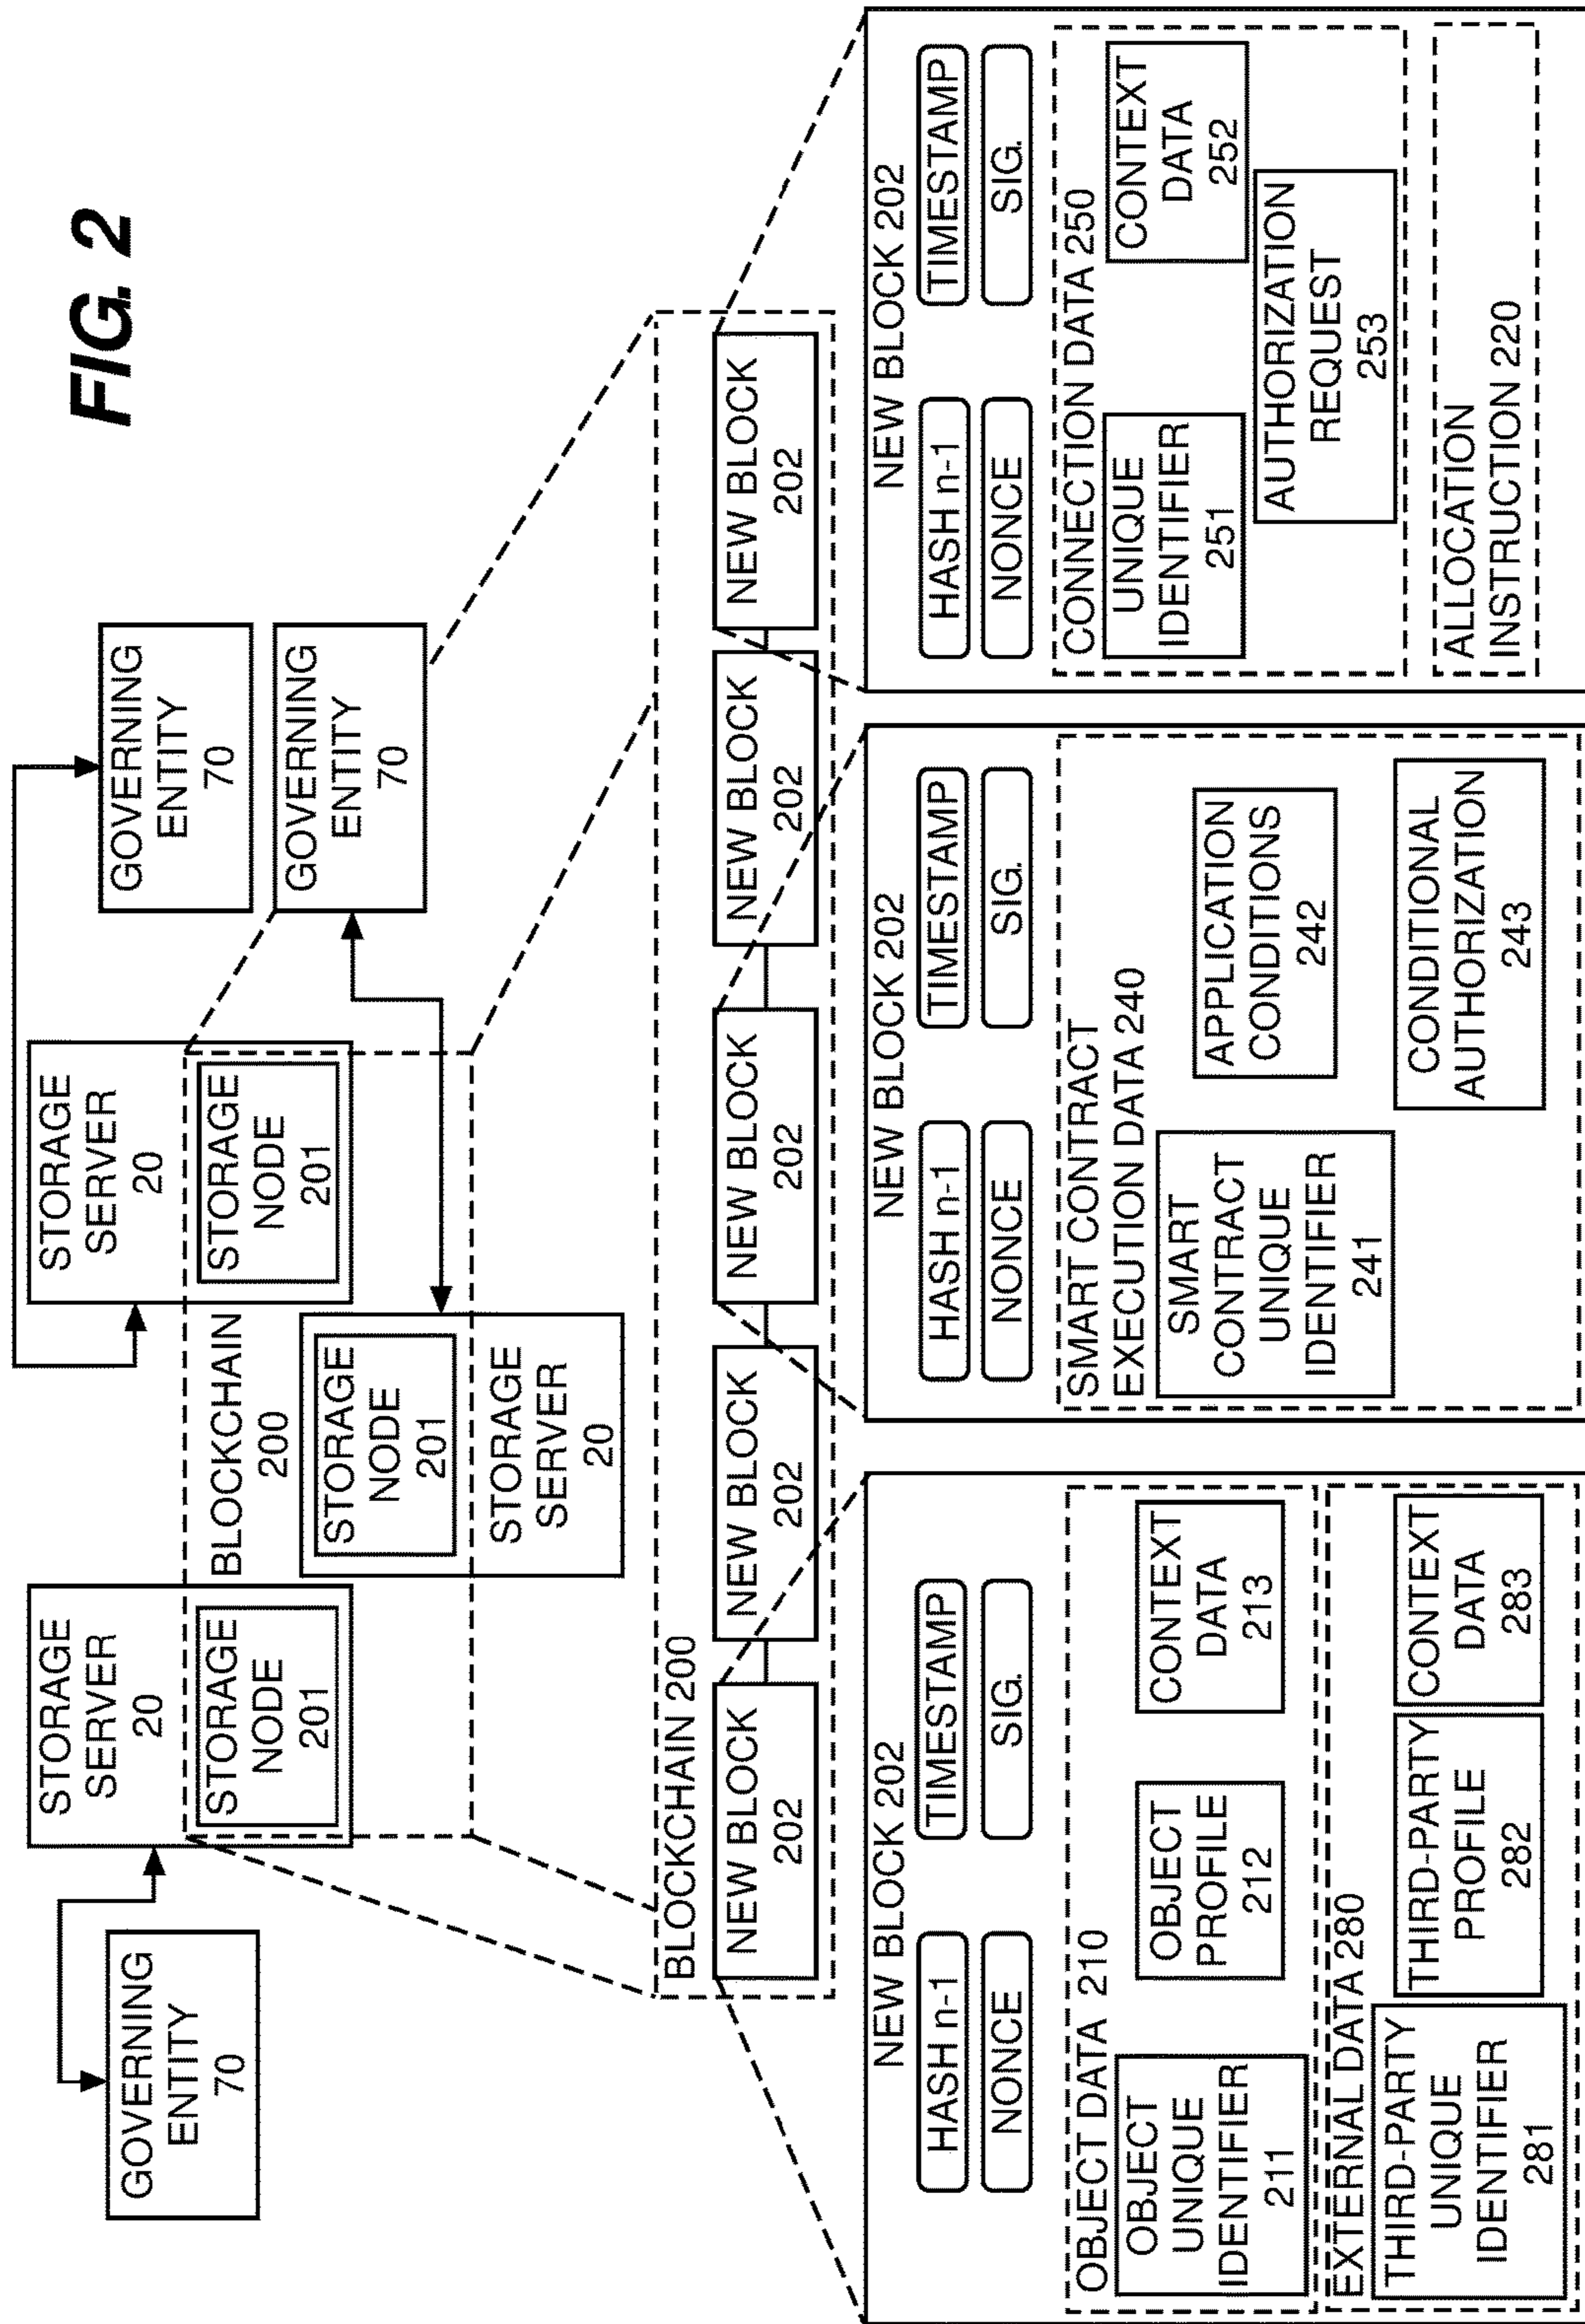 FIG. 2
GOVERNING
ENTITY
70
STORAGE
SERVER
20
STORAGE
NODE
201
BLOCKCHAIN
200
STORAGE
NODE
201
STORAGE
SERVER
20
STORAGE
SERVER
20
STORAGE
NODE
201
GOVERNING
ENTITY
70
GOVERNING
ENTITY
70
BLOCKCHAIN 200
NEW BLOCK
202
NEW BLOCK
202
NEW BLOCK
202
NEW BLOCK
202
NEW BLOCK
202
NEW BLOCK 202
HASH n-1
TIMESTAMP
NONCE
SIG.
OBJECT DATA 210
OBJECT
UNIQUE
IDENTIFIER
211
OBJECT
PROFILE
212
CONTEXT
DATA
213
EXTERNAL DATA 280
THIRD-PARTY
UNIQUE
IDENTIFIER
281
THIRD-PARTY
PROFILE
282
CONTEXT
DATA
283
NEW BLOCK 202
HASH n-1
TIMESTAMP
NONCE
SIG.
SMART CONTRACT
EXECUTION DATA 240
SMART
CONTRACT
UNIQUE
IDENTIFIER
241
APPLICATION
CONDITIONS
242
CONDITIONAL
AUTHORIZATION
243
NEW BLOCK 202
HASH n-1
TIMESTAMP
NONCE
SIG.
CONNECTION DATA 250
UNIQUE
IDENTIFIER
251
CONTEXT
DATA
252
AUTHORIZATION
REQUEST
253
ALLOCATION
INSTRUCTION 220